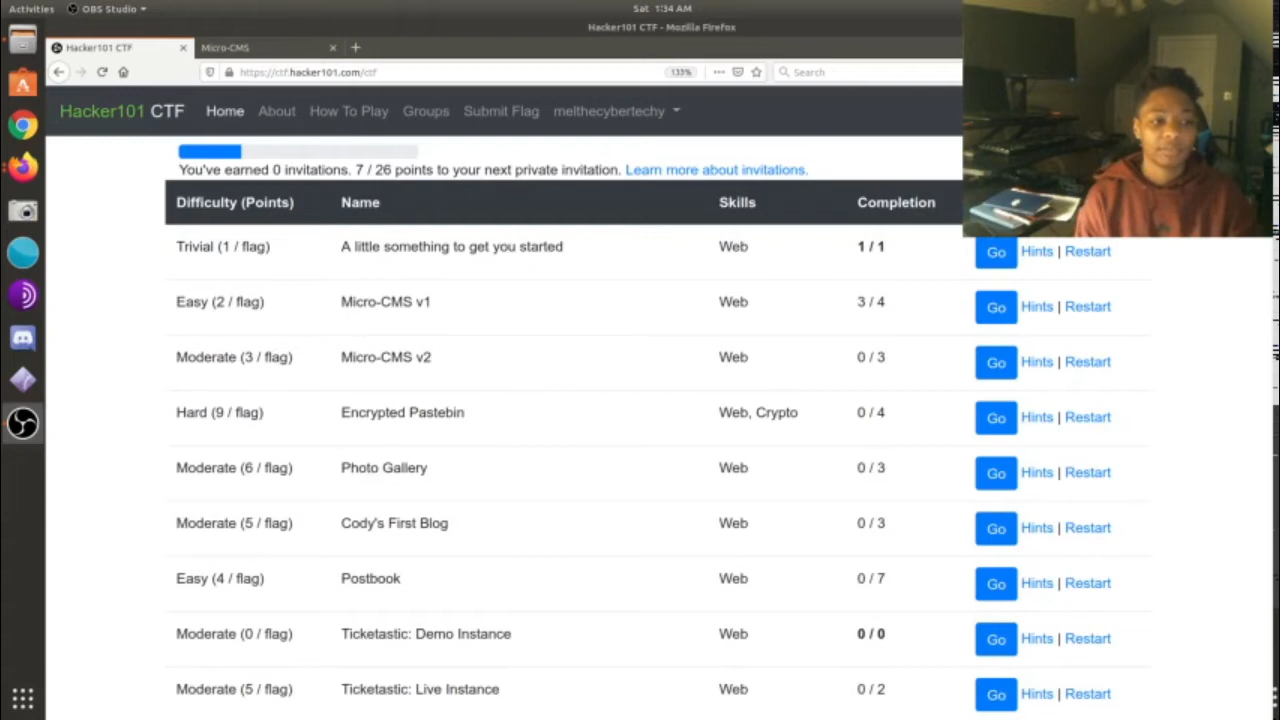 Activities OBS Studio Sat 1:34 AM
Hacker101 CTF - Mozilla Firefox
Hacker101 CTF Micro-CMS
https://ctf.hacker101.com/ctf 133% Search
Hacker101 CTF Home About How To Play Groups Submit Flag melthecybertechy
You've earned 0 invitations. 7 / 26 points to your next private invitation. Learn more about invitations.
Difficulty (Points) Name Skills Completion
Trivial (1 / flag) A little something to get you started Web 1 / 1 Go Hints | Restart
Easy (2 / flag) Micro-CMS v1 Web 3 / 4 Go Hints | Restart
Moderate (3 / flag) Micro-CMS v2 Web 0 / 3 Go Hints | Restart
Hard (9 / flag) Encrypted Pastebin Web, Crypto 0 / 4 Go Hints | Restart
Moderate (6 / flag) Photo Gallery Web 0 / 3 Go Hints | Restart
Moderate (5 / flag) Cody's First Blog Web 0 / 3 Go Hints | Restart
Easy (4 / flag) Postbook Web 0 / 7 Go Hints | Restart
Moderate (0 / flag) Ticketastic: Demo Instance Web 0 / 0 Go Hints | Restart
Moderate (5 / flag) Ticketastic: Live Instance Web 0 / 2 Go Hints | Restart